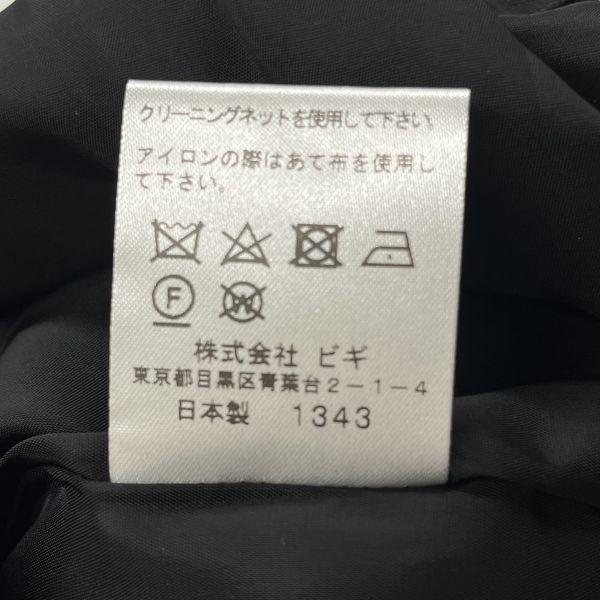 クリーニングネットを使用して下さい。
アイロンの際はあて布を使用し
て下さい。
F W
株式会社 ビギ
東京都目黒区青葉台2-1-4
日本製 1343